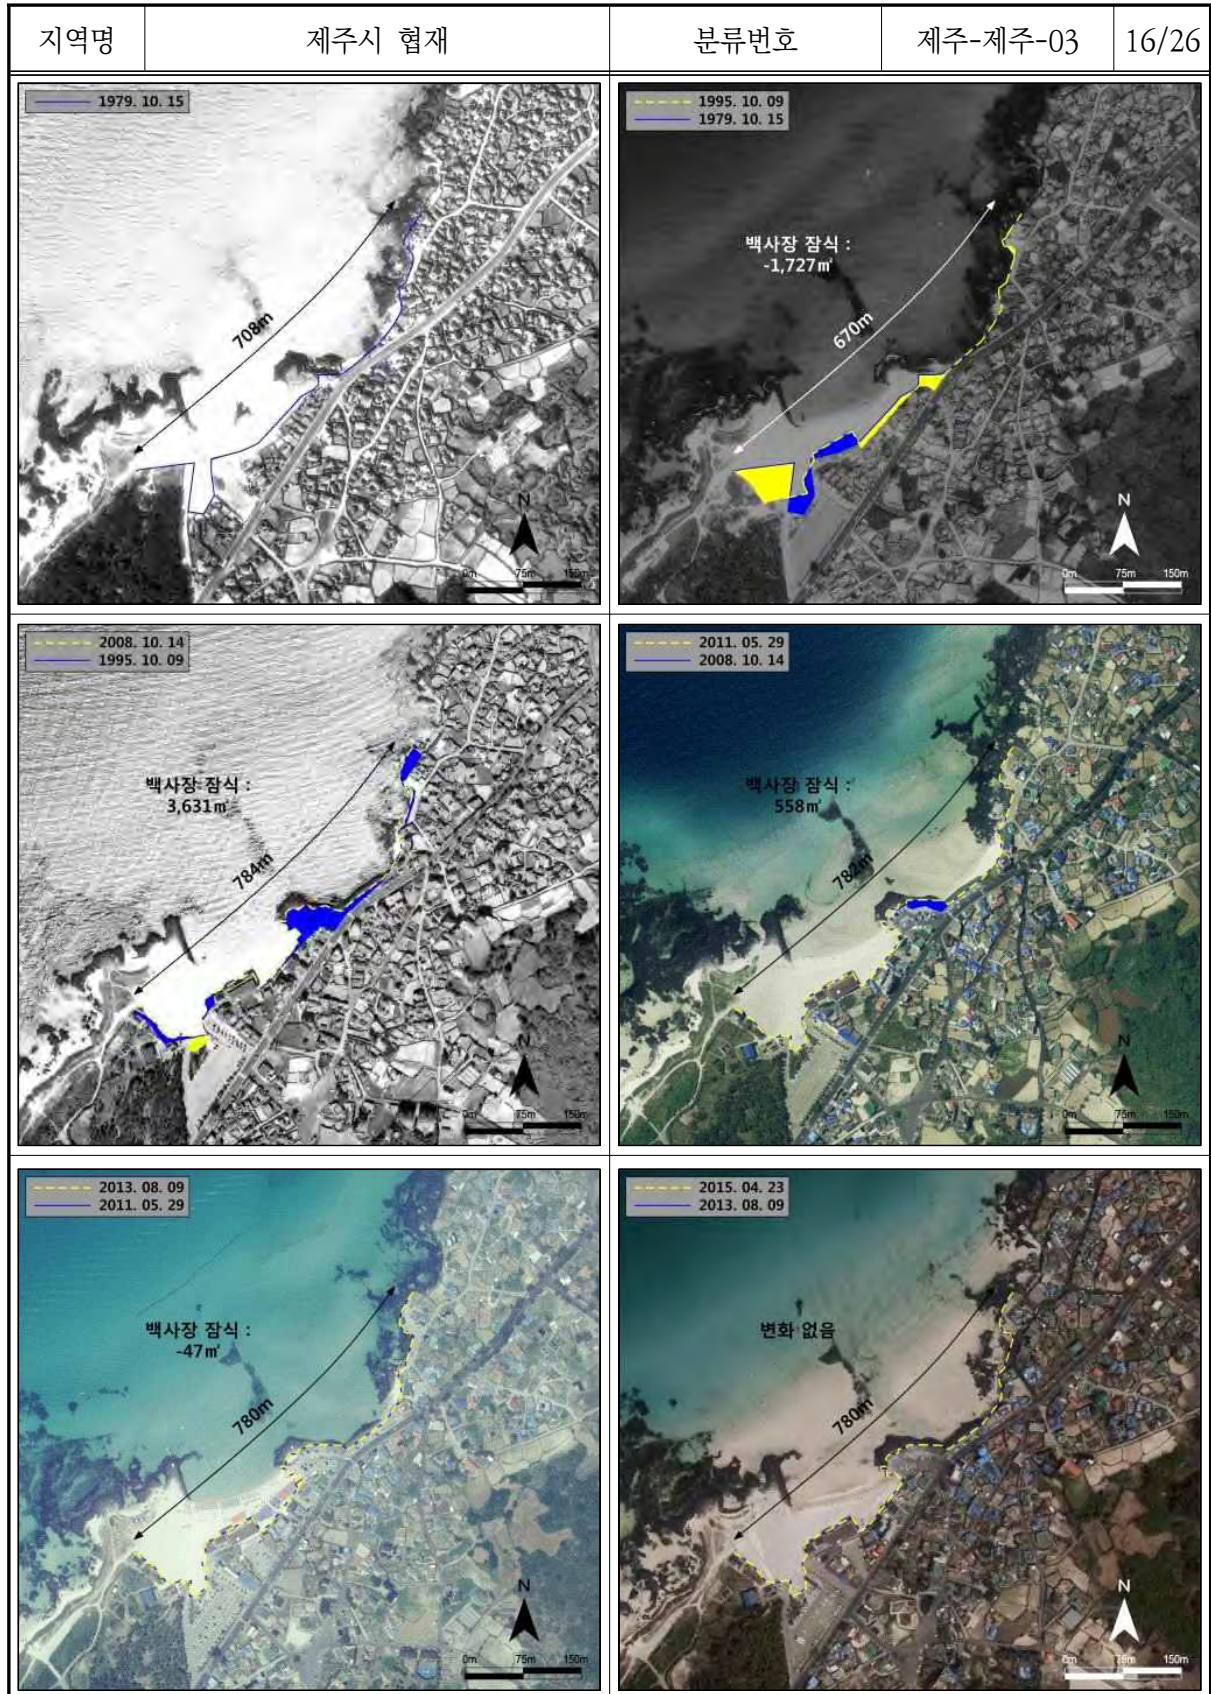 지역명 제주시 협재 분류번호 제주-제주-03 16/26
1979. 10. 15
708m
N
0m 75m 150m
1995. 10. 09
1979. 10. 15
백사장 잠식 :
-1,727㎡
670m
N
0m 75m 150m
2008. 10. 14
1995. 10. 09
백사장 잠식 :
3,631㎡
784m
N
0m 75m 150m
2011. 05. 29
2008. 10. 14
백사장 잠식 :
558㎡
782m
N
0m 75m 150m
2013. 08. 09
2011. 05. 29
백사장 잠식 :
-47㎡
780m
N
0m 75m 150m
2015. 04. 23
2013. 08. 09
변화 없음
780m
N
0m 75m 150m